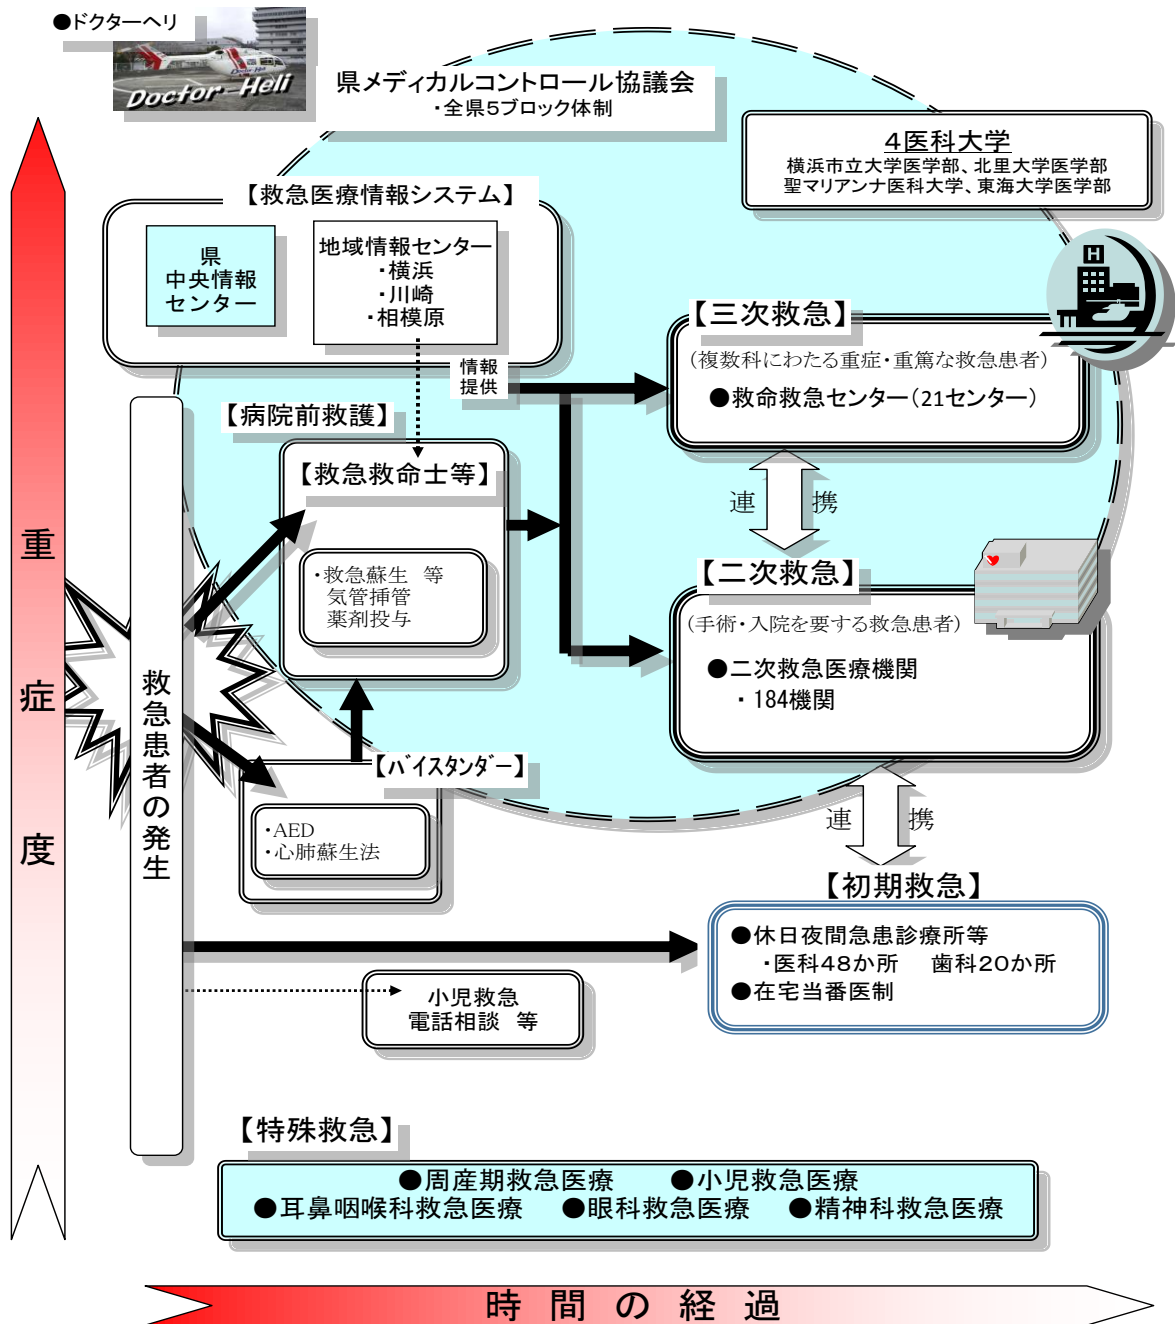 ●ドクターヘリ
Doctor-Heli
県メディカルコントロール協議会
・全県5ブロック体制
4医科大学
横浜市立大学医学部、北里大学医学部
聖マリアンナ医科大学、東海大学医学部
【救急医療情報システム】
県
中央情報
センター
地域情報センター
・横浜
・川崎
・相模原
情報
提供
【三次救急】
(複数科にわたる重症・重篤な救急患者)
●救命救急センター(21センター)
H
【病院前救護】
【救急救命士等】
・救急蘇生 等
気管挿管
薬剤投与
連 携
【二次救急】
(手術・入院を要する救急患者)
●二次救急医療機関
・184機関
重症度
救急患者の発生
【バイスタンダー】
・AED
・心肺蘇生法
連 携
【初期救急】
●休日夜間急患診療所等
・医科48か所 歯科20か所
●在宅当番医制
小児救急
電話相談 等
【特殊救急】
●周産期救急医療 ●小児救急医療
●耳鼻咽喉科救急医療 ●眼科救急医療 ●精神科救急医療
時間の経過